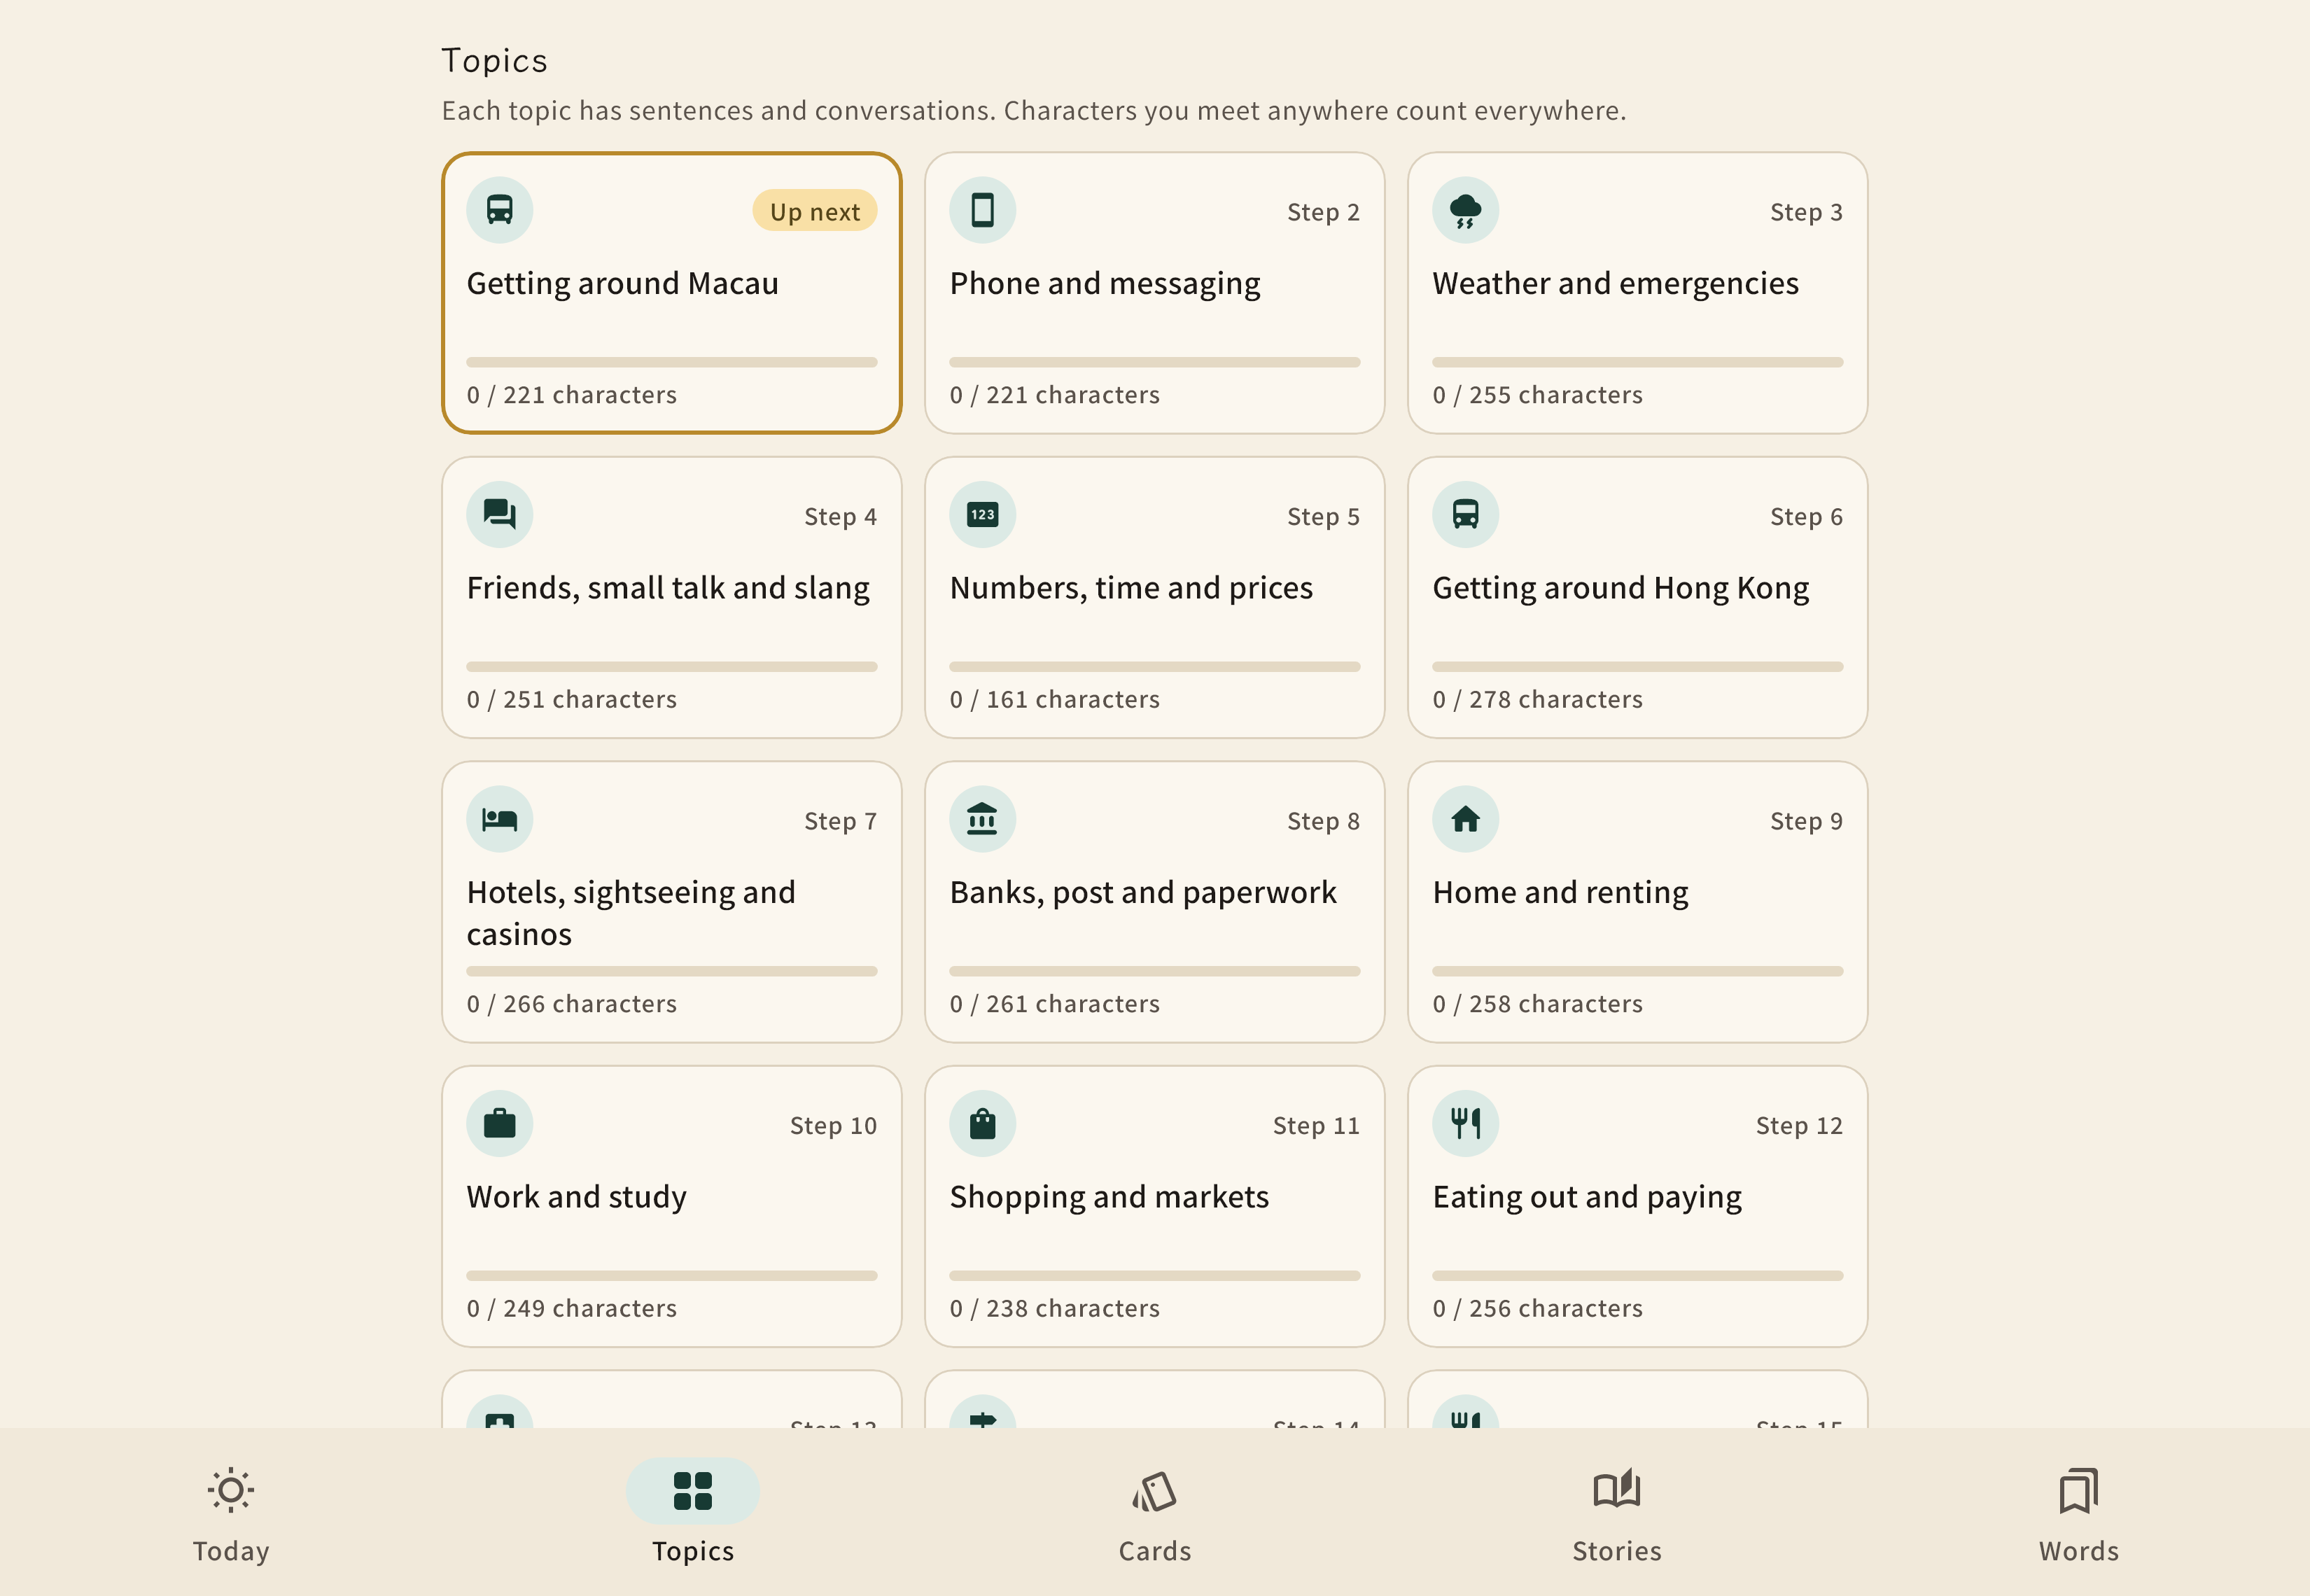 Topics
Each topic has sentences and conversations. Characters you meet anywhere count everywhere.
Up next
Getting around Macau
0 / 221 characters
Step 2
Phone and messaging
0 / 221 characters
Step 3
Weather and emergencies
0 / 255 characters
Step 4
Friends, small talk and slang
0 / 251 characters
123
Step 5
Numbers, time and prices
0 / 161 characters
Step 6
Getting around Hong Kong
0 / 278 characters
Step 7
Hotels, sightseeing and
casinos
0 / 266 characters
Step 8
Banks, post and paperwork
0 / 261 characters
Step 9
Home and renting
0 / 258 characters
Step 10
Work and study
0 / 249 characters
Step 11
Shopping and markets
0 / 238 characters
Step 12
Eating out and paying
0 / 256 characters
Step 13
Step 14
Step 15
Today
Topics
Cards
Stories
Words